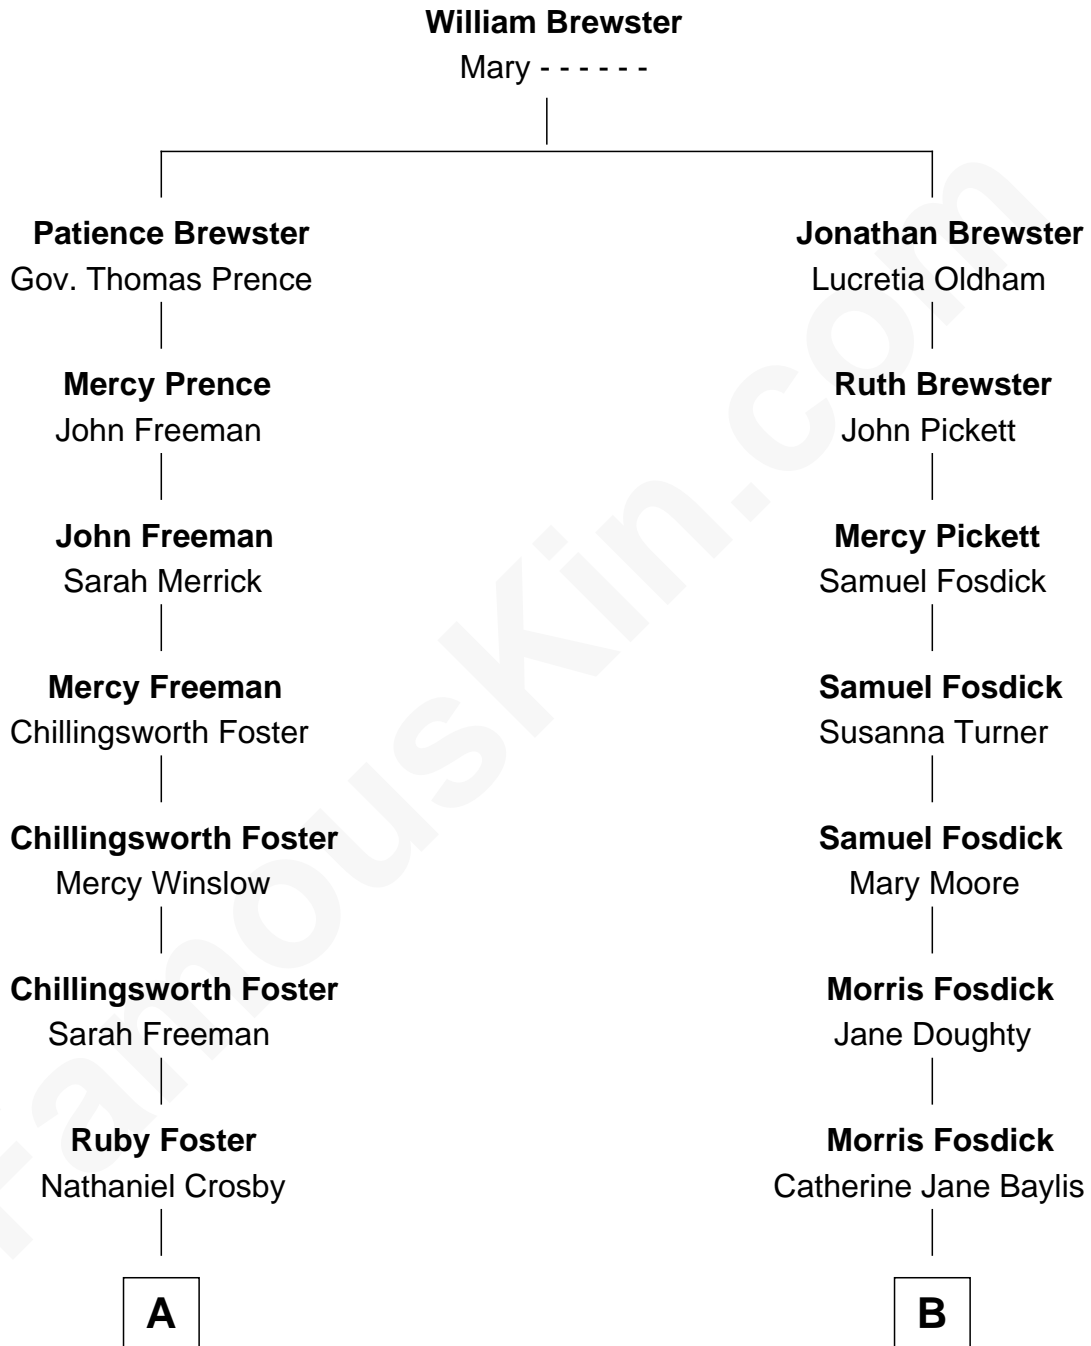 William Brewster
Mary - - - - - -
Patience Brewster
Gov. Thomas Prence
Jonathan Brewster
Lucretia Oldham
Mercy Prence
John Freeman
Ruth Brewster
John Pickett
John Freeman
Sarah Merrick
Mercy Pickett
Samuel Fosdick
Mercy Freeman
Chillingsworth Foster
Samuel Fosdick
Susanna Turner
Chillingsworth Foster
Mercy Winslow
Samuel Fosdick
Mary Moore
Chillingsworth Foster
Sarah Freeman
Morris Fosdick
Jane Doughty
Ruby Foster
Nathaniel Crosby
Morris Fosdick
Catherine Jane Baylis
A
B
FamousKin.com